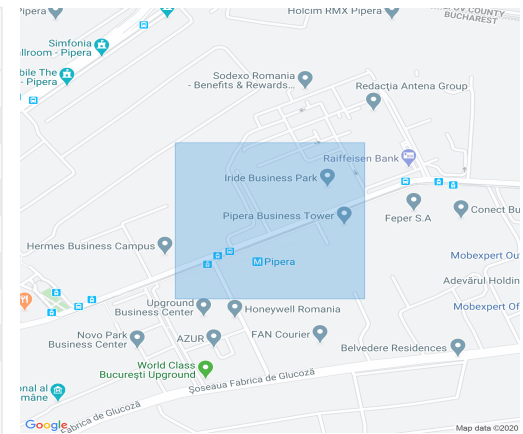 Pipera
Holcim RMX Pipera
COUNTY
BUCHAREST
Simfonia
llroom - Pipera
bile The
- Pipera
Sodexo Romania
- Benefits & Rewards...
Redacția Antena Group
Raiffeisen Bank
Iride Business Park
Pipera Business Tower
Feper S.A
Conect Bu
Hermes Business Campus
M Pipera
Mobexpert Out
Adevărul Holdin
Mobexpert Of
Upground
Business Center
Honeywell Romania
Novo Park
Business Center
AZUR
FAN Courier
Belvedere Residences
World Class
București Upground
Șoseaua Fabrica de Glucoză
nal al
mâne
Fabrica de Glucoză
Google
Map data ©2020